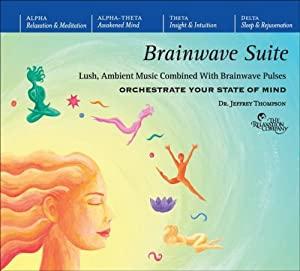 ALPHA
Relaxation & Meditation
ALPHA-THETA
Awakened Mind
THETA
Insight & Intuition
DELTA
Sleep & Rejuvenation
Brainwave Suite
Lush, Ambient Music Combined With Brainwave Pulses
ORCHESTRATE YOUR STATE OF MIND
DR. JEFFREY THOMPSON
THE
RELAXATION
COMPANY